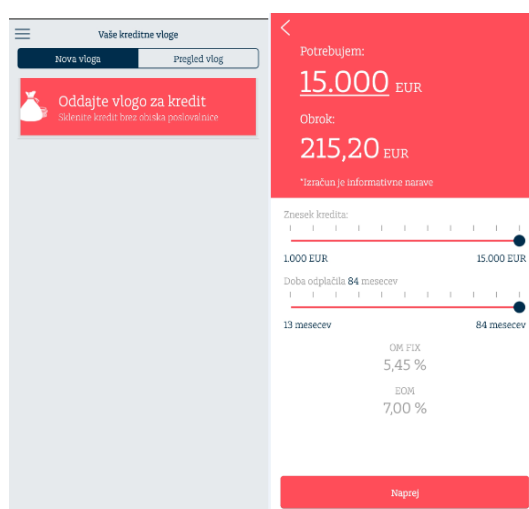 Vaše kreditne vloge
Nova vloga
Pregled vlog
Oddajte vlogo za kredit
Sklenite kredit brez obiska poslovalnice
Potrebujem:
15.000 EUR
Obrok:
215,20 EUR
*Izračun je informativne narave
Znesek kredita:
1.000 EUR
15.000 EUR
Doba odplačila 84 mesecev
13 mesecev
84 mesecev
OM FIX
5,45 %
EOM
7,00 %
Naprej